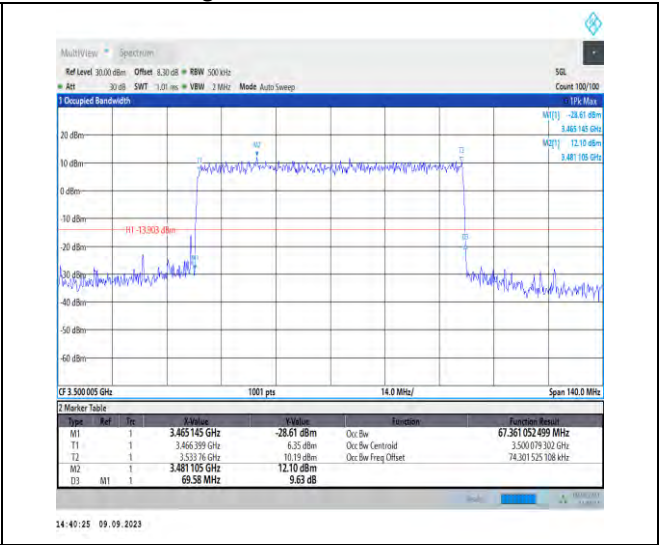 MultiView Spectrum
Ref Level 30.00 dBm Offset 8.30 dB RBW 500 kHz SGL
Att 30 dB SWT 1.01 ms VBW 2 MHz Mode Auto Sweep Count 100/100
1 Occupied Bandwidth 1Pk Max
M1[1] -28.61 dBm
3.465 145 GHz
M2[1] 12.10 dBm
3.481 105 GHz
20 dBm
M2
T1
T2
10 dBm
0 dBm
-10 dBm
H1 -13.903 dBm
D3
-20 dBm
M1
-30 dBm
-40 dBm
-50 dBm
-60 dBm
CF 3.500 005 GHz 1001 pts 14.0 MHz/ Span 140.0 MHz
2 Marker Table
Type Ref Trc X-Value Y-Value Function Function Result
M1 1 3.465 145 GHz -28.61 dBm Occ Bw 67.361 052 499 MHz
T1 1 3.466 399 GHz 6.35 dBm Occ Bw Centroid 3.500 079 302 GHz
T2 1 3.533 76 GHz 10.19 dBm Occ Bw Freq Offset 74.301 525 108 kHz
M2 1 3.481 105 GHz 12.10 dBm
D3 M1 1 69.58 MHz 9.63 dB
14:40:25 09.09.2023